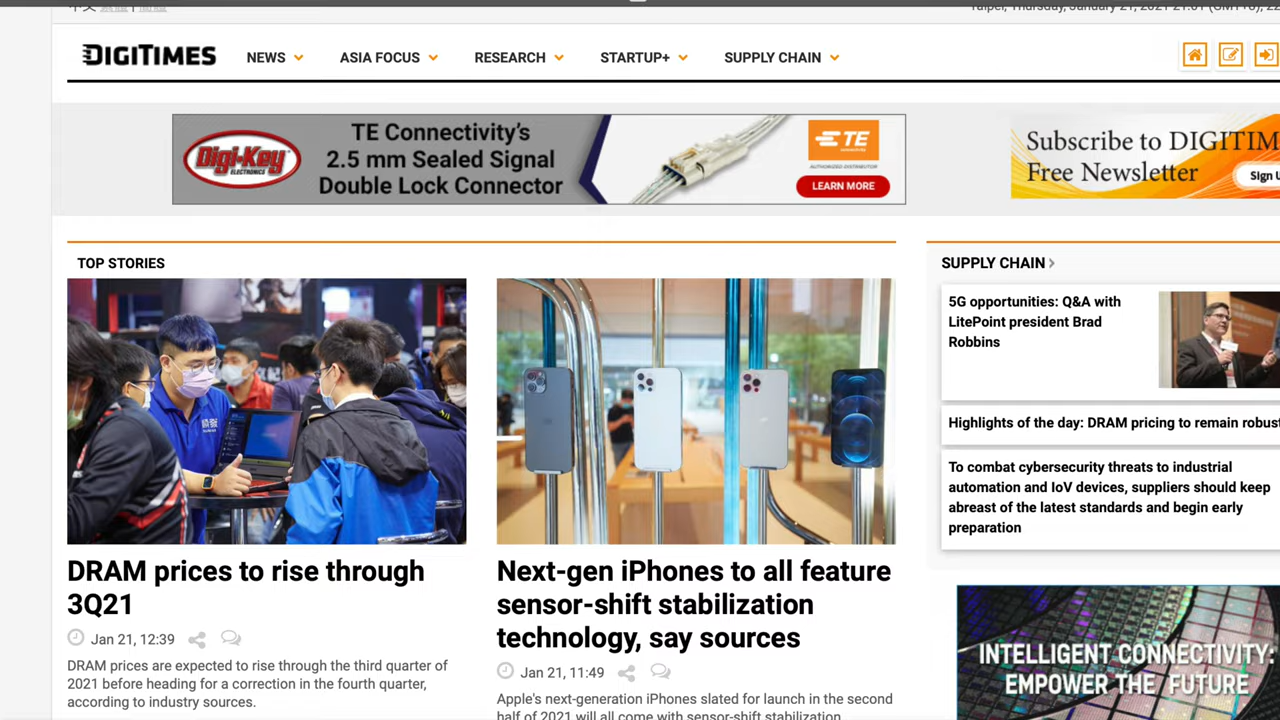 中文 繁體 | 簡體
Taipei, Thursday, January 21, 2021 21:01 (GMT+8),
DIGITIMES
NEWS
ASIA FOCUS
RESEARCH
STARTUP+
SUPPLY CHAIN
Digi-Key
ELECTRONICS
TE Connectivity's
2.5 mm Sealed Signal
Double Lock Connector
TE
connectivity
AUTHORIZED DISTRIBUTOR
LEARN MORE
Subscribe to DIGITIM
Free Newsletter
Sign U
TOP STORIES
DRAM prices to rise through
3Q21
Jan 21, 12:39
DRAM prices are expected to rise through the third quarter of
2021 before heading for a correction in the fourth quarter,
according to industry sources.
Next-gen iPhones to all feature
sensor-shift stabilization
technology, say sources
Jan 21, 11:49
Apple's next-generation iPhones slated for launch in the second
half of 2021 will all come with sensor-shift stabilization
SUPPLY CHAIN
5G opportunities: Q&A with
LitePoint president Brad
Robbins
Highlights of the day: DRAM pricing to remain robust
To combat cybersecurity threats to industrial
automation and IoV devices, suppliers should keep
abreast of the latest standards and begin early
preparation
INTELLIGENT CONNECTIVITY:
EMPOWER THE FUTURE